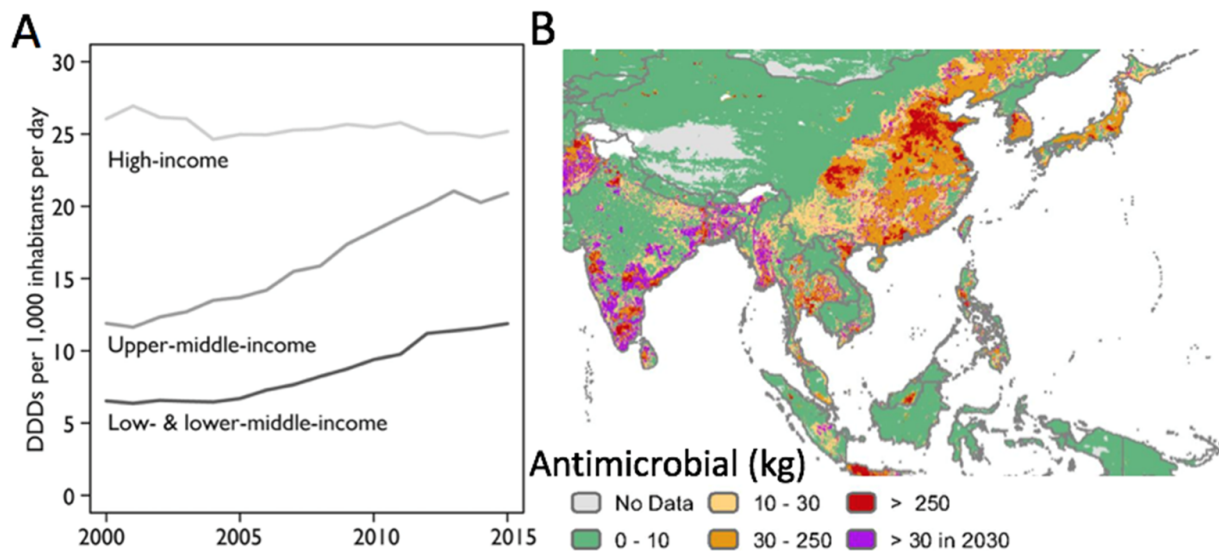 A
DDDs per 1,000 inhabitants per day
30
25
20
15
10
5
0
High-income
Upper-middle-income
Low- & lower-middle-income
2000
2005
2010
2015
B
Antimicrobial (kg)
No Data
10 - 30
> 250
0 - 10
30 - 250
> 30 in 2030